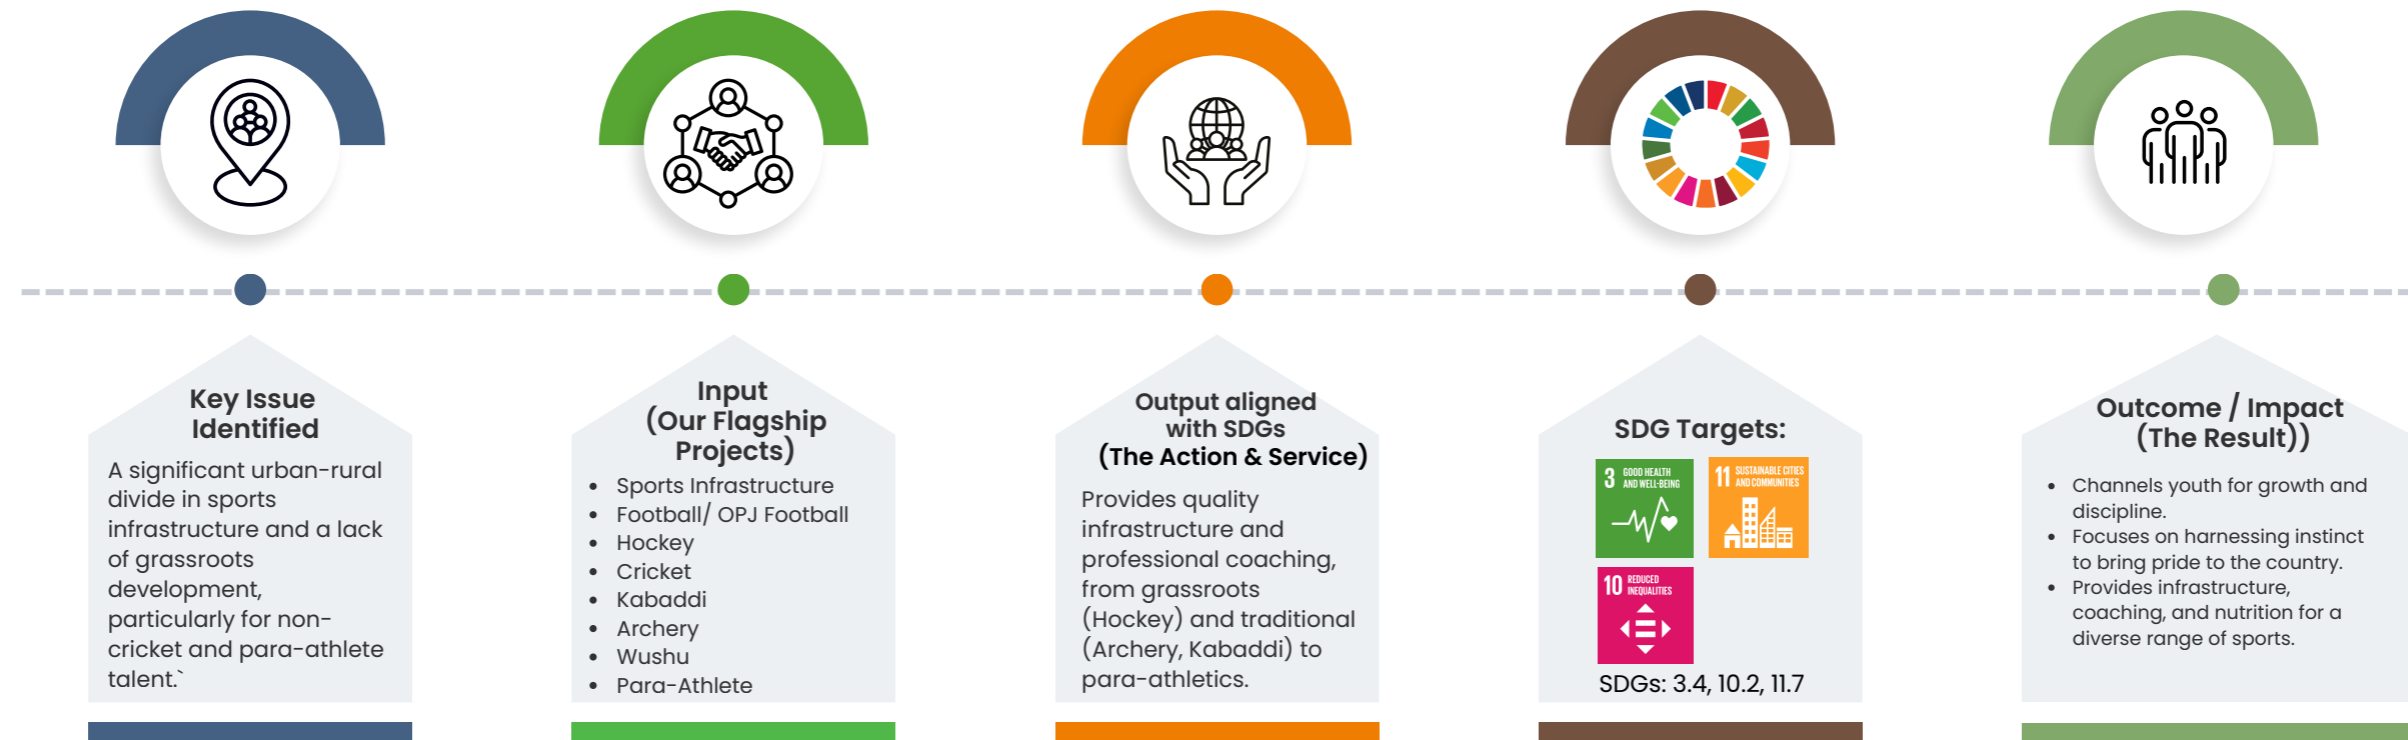 Key Issue
Identified
A significant urban-rural
divide in sports
infrastructure and a lack
of grassroots
development,
particularly for non-
cricket and para-athlete
talent.`
Input
(Our Flagship
Projects)
• Sports Infrastructure
• Football/ OPJ Football
• Hockey
• Cricket
• Kabaddi
• Archery
• Wushu
• Para-Athlete
Output aligned
with SDGs
(The Action & Service)
Provides quality
infrastructure and
professional coaching,
from grassroots
(Hockey) and traditional
(Archery, Kabaddi) to
para-athletics.
SDG Targets:
3 GOOD HEALTH
AND WELL-BEING
11 SUSTAINABLE CITIES
AND COMMUNITIES
10 REDUCED
INEQUALITIES
SDGs: 3.4, 10.2, 11.7
Outcome / Impact
(The Result))
• Channels youth for growth and
discipline.
• Focuses on harnessing instinct
to bring pride to the country.
• Provides infrastructure,
coaching, and nutrition for a
diverse range of sports.